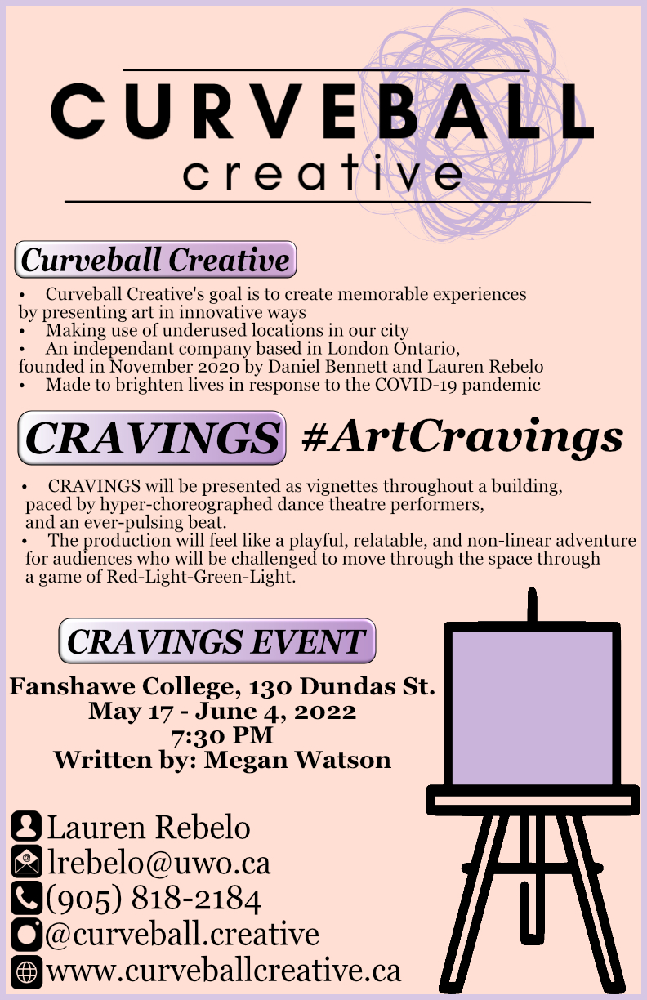 CURVEBALL
creative
Curveball Creative
• Curveball Creative's goal is to create memorable experiences
by presenting art in innovative ways
• Making use of underused locations in our city
• An independant company based in London Ontario,
founded in November 2020 by Daniel Bennett and Lauren Rebelo
• Made to brighten lives in response to the COVID-19 pandemic
CRAVINGS #ArtCravings
• CRAVINGS will be presented as vignettes throughout a building,
paced by hyper-choreographed dance theatre performers,
and an ever-pulsing beat.
• The production will feel like a playful, relatable, and non-linear adventure
for audiences who will be challenged to move through the space through
a game of Red-Light-Green-Light.
CRAVINGS EVENT
Fanshawe College, 130 Dundas St.
May 17 - June 4, 2022
7:30 PM
Written by: Megan Watson
Lauren Rebelo
@ lrebelo@uwo.ca
(905) 818-2184
@curveball.creative
www.curveballcreative.ca